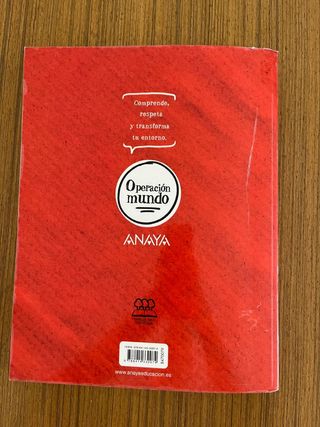 Comprende,
respeta
y transforma
tu entorno.
Operación
mundo
ANAYA
www.anayaeducacion.es